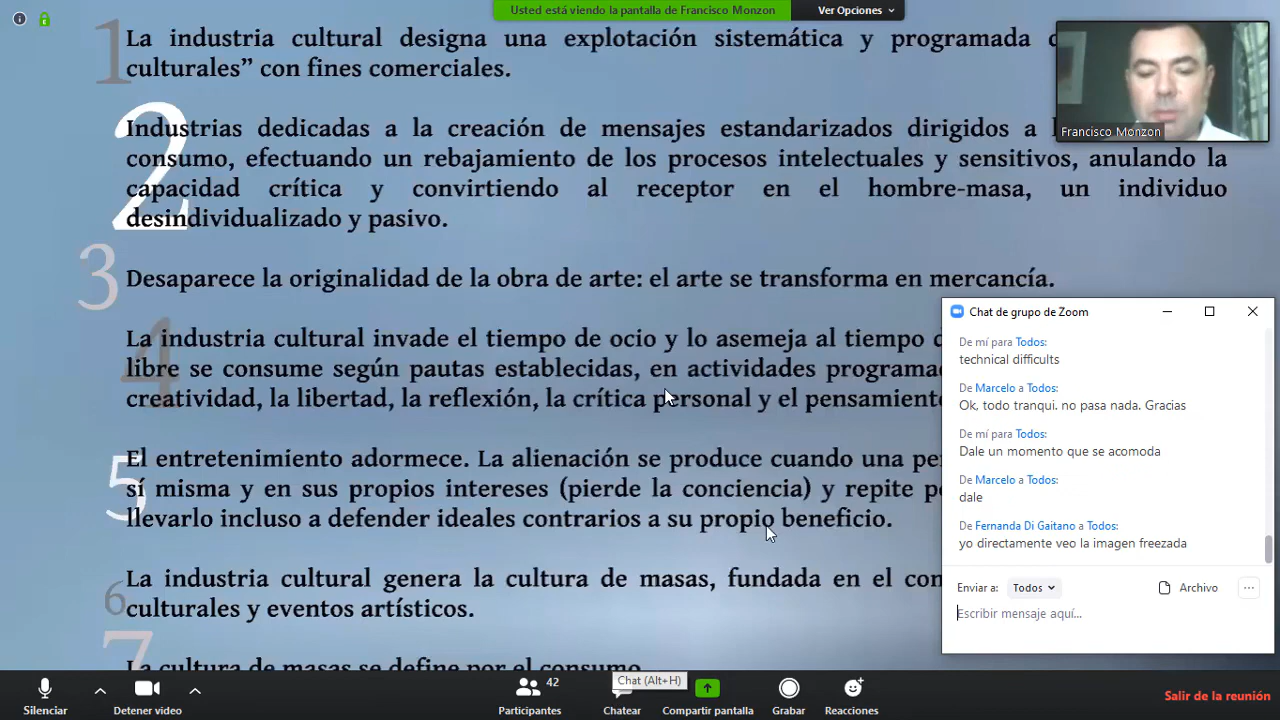 Usted está viendo la pantalla de Francisco Monzon
Ver Opciones
1
La industria cultural designa una explotación sistemática y programada
culturales” con fines comerciales.
Francisco Monzon
2
Industrias dedicadas a la creación de mensajes estandarizados dirigidos a
consumo, efectuando un rebajamiento de los procesos intelectuales y sensitivos, anulando la
capacidad crítica y convirtiendo al receptor en el hombre-masa, un individuo
desindividualizado y pasivo.
3
Desaparece la originalidad de la obra de arte: el arte se transforma en mercancía.
4
La industria cultural invade el tiempo de ocio y lo asemeja al tiempo
libre se consume según pautas establecidas, en actividades
creatividad, la libertad, la reflexión, la crítica personal y el pensamiento
5
El entretenimiento adormece. La alienación se produce cuando una
sí misma y en sus propios intereses (pierde la conciencia) y repite
llevarlo incluso a defender ideales contrarios a su propio beneficio.
6
La industria cultural genera la cultura de masas, fundada en el
culturales y eventos artísticos.
7
La cultura de masas se define por el consumo
Chat de grupo de Zoom
De mí para Todos:
technical difficults
De Marcelo a Todos:
Ok, todo tranqui. no pasa nada. Gracias
De mí para Todos:
Dale un momento que se acomoda
De Marcelo a Todos:
dale
De Fernanda Di Gaitano a Todos:
yo directamente veo la imagen freezada
Enviar a: Todos
Archivo
...
Escribir mensaje aquí...
Chat (Alt+H)
Silenciar
Detener video
42
Participantes
Chatear
Compartir pantalla
Grabar
Reacciones
Salir de la reunión